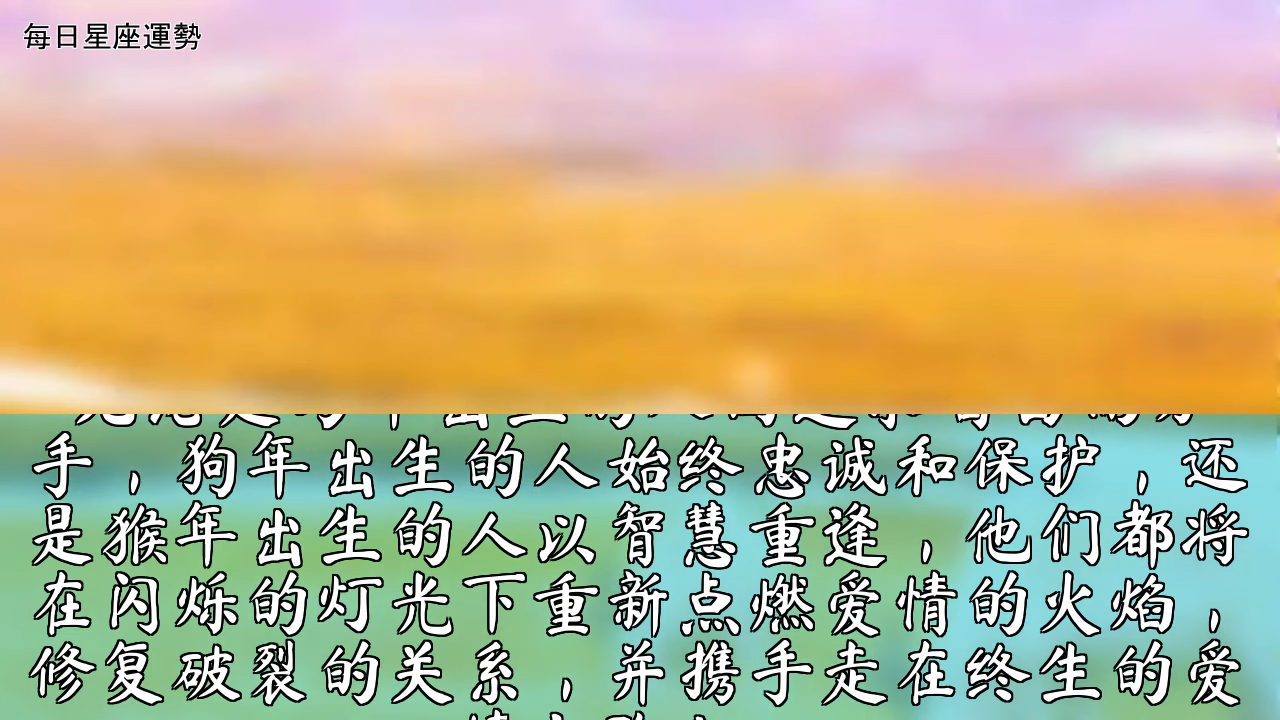 每日星座運勢
手，狗年出生的人始终忠诚和保护，还
是猴年出生的人以智慧重逢，他们都将
在闪烁的灯光下重新点燃爱情的火焰，
修复破裂的关系，并携手走在终生的爱